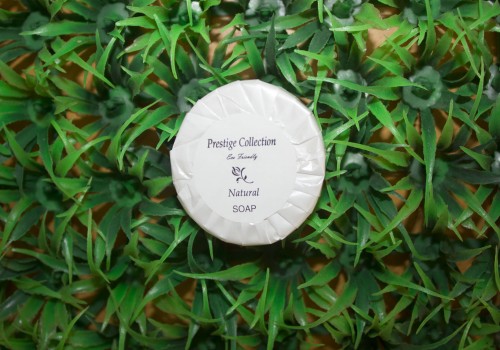 Prestige Collection
Eco Friendly
Natural
SOAP